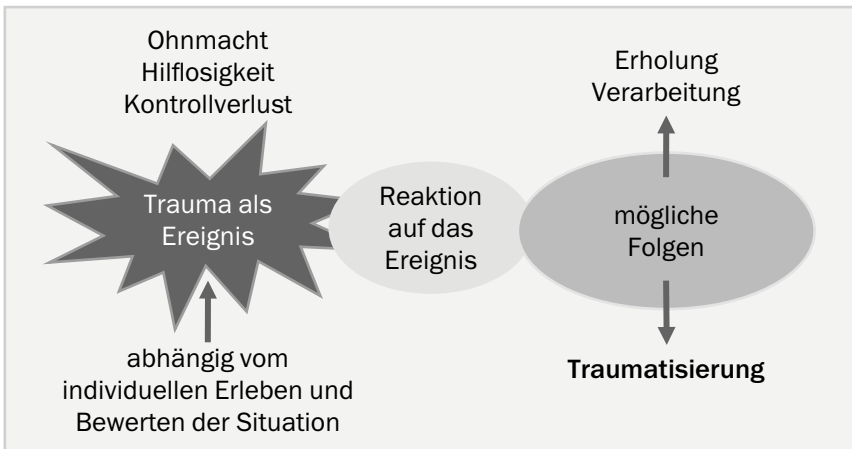 Ohnmacht
Hilflosigkeit
Kontrollverlust
Trauma als
Ereignis
abhängig vom
individuellen Erleben und
Bewerten der Situation
Reaktion
auf das
Ereignis
Erholung
Verarbeitung
mögliche
Folgen
Traumatisierung